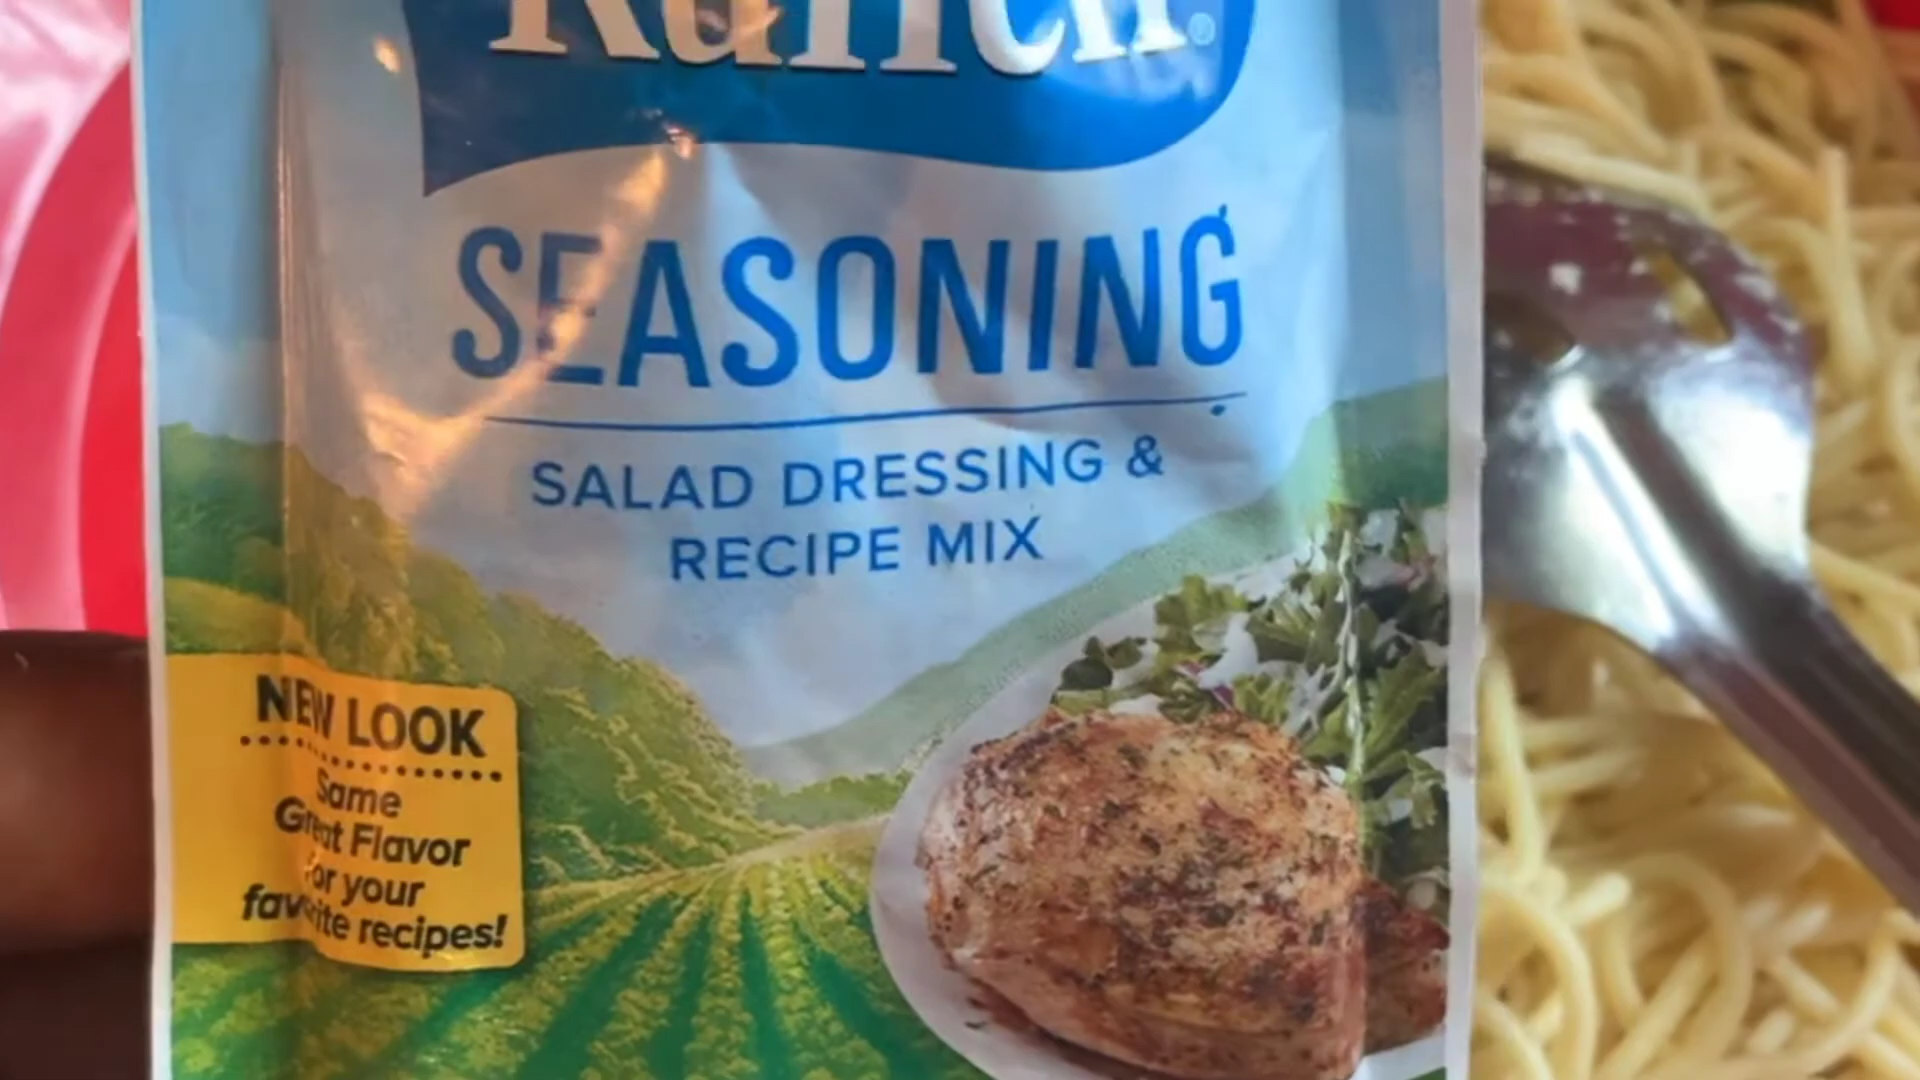 Ranch®
SEASONING
SALAD DRESSING &
RECIPE MIX
NEW LOOK
Same
Great Flavor
for your
favorite recipes!